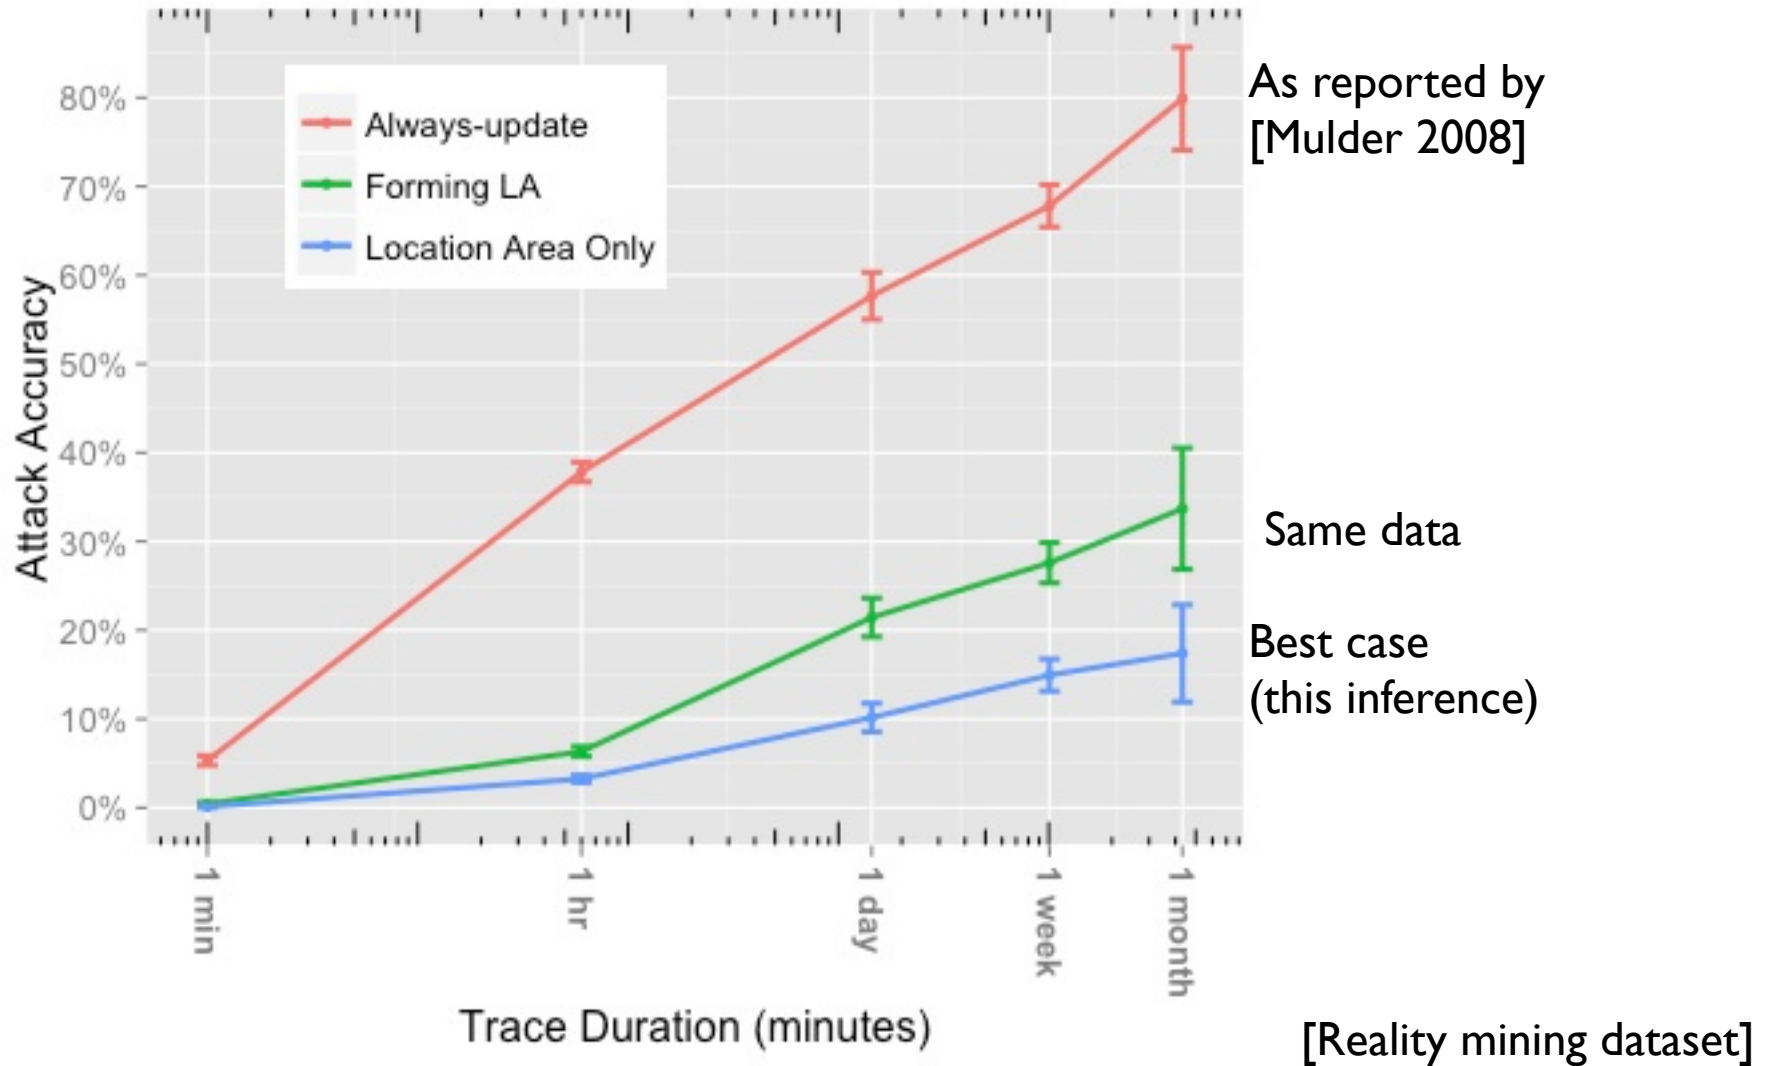 80%
70%
60%
50%
40%
30%
20%
10%
0%
Attack Accuracy
Always-update
Forming LA
Location Area Only
As reported by
[Mulder 2008]
Same data
Best case
(this inference)
1 min
1 hr
1 day
1 week
1 month
Trace Duration (minutes)
[Reality mining dataset]